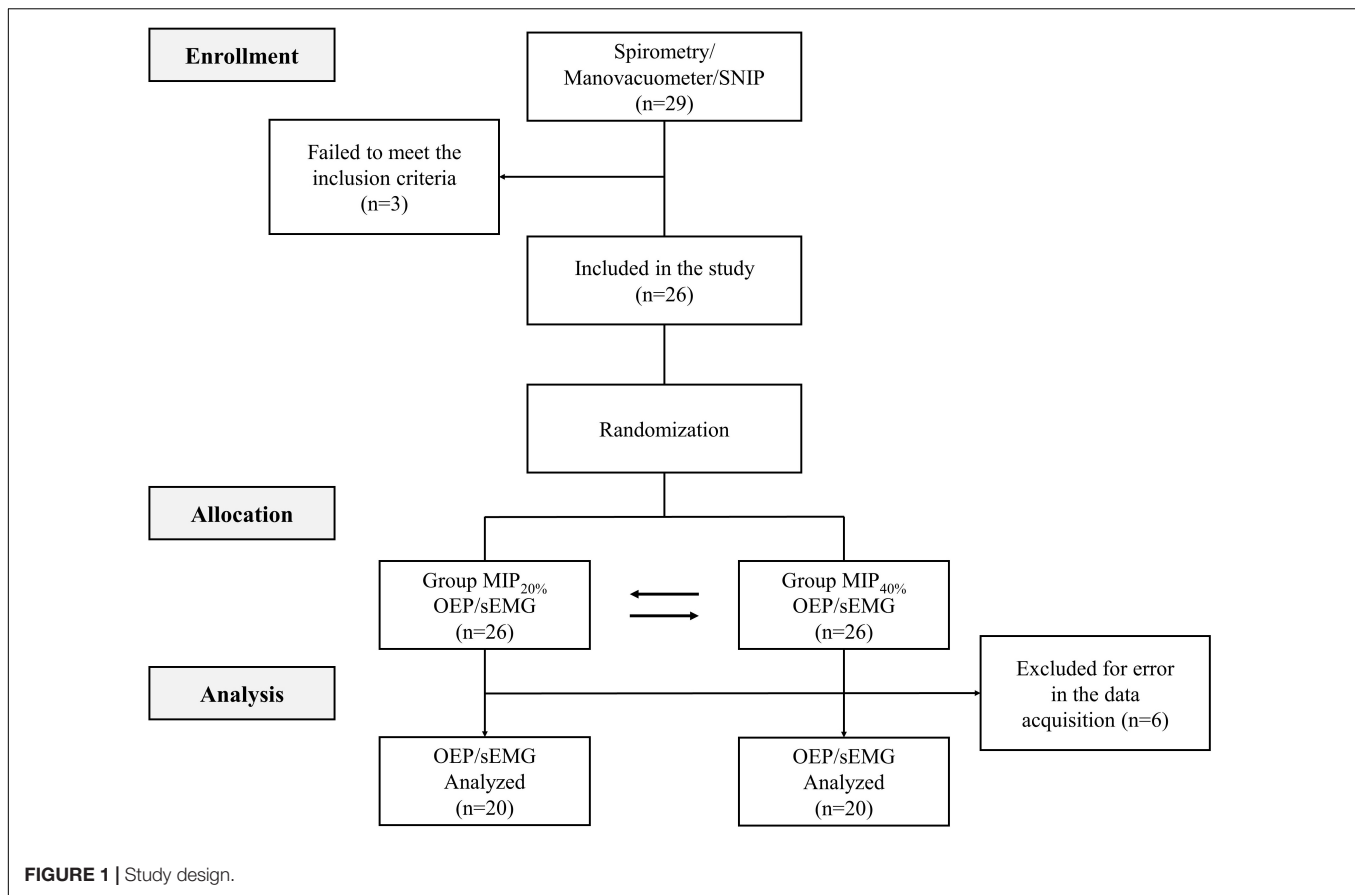 Enrollment
Spirometry/
Manovacuometer/SNIP
(n=29)
Failed to meet the
inclusion criteria
(n=3)
Included in the study
(n=26)
Randomization
Allocation
Group MIP20%
OEP/sEMG
(n=26)
Group MIP40%
OEP/sEMG
(n=26)
Analysis
Excluded for error
in the data
acquisition (n=6)
OEP/sEMG
Analyzed
(n=20)
OEP/sEMG
Analyzed
(n=20)
FIGURE 1 | Study design.